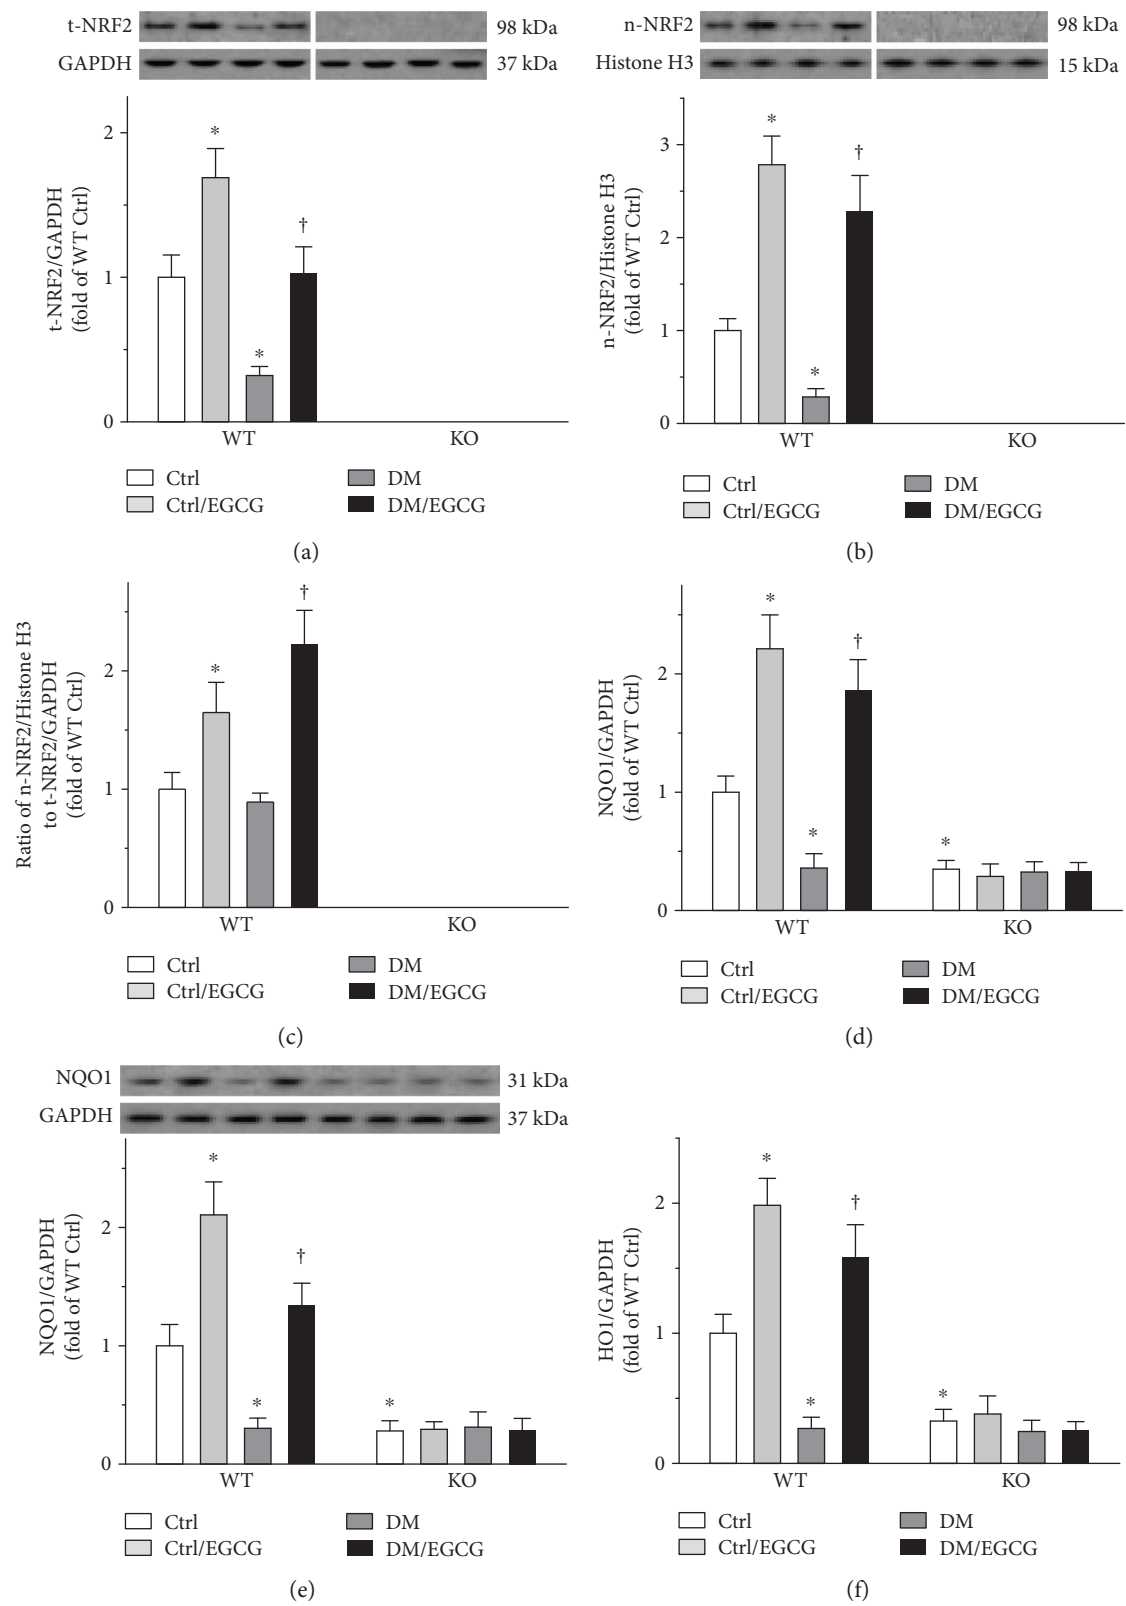 t-NRF2 98 kDa
GAPDH 37 kDa
t-NRF2/GAPDH
(fold of WT Ctrl)
2
1
0
*
*
†
WT KO
Ctrl DM
Ctrl/EGCG DM/EGCG
(a)
n-NRF2 98 kDa
Histone H3 15 kDa
n-NRF2/Histone H3
(fold of WT Ctrl)
3
2
1
0
*
*
†
WT KO
Ctrl DM
Ctrl/EGCG DM/EGCG
(b)
Ratio of n-NRF2/Histone H3
to t-NRF2/GAPDH
(fold of WT Ctrl)
2
1
0
*
†
WT KO
Ctrl DM
Ctrl/EGCG DM/EGCG
(c)
NQO1/GAPDH
(fold of WT Ctrl)
2
1
0
*
*
†
*
WT KO
Ctrl DM
Ctrl/EGCG DM/EGCG
(d)
NQO1 31 kDa
GAPDH 37 kDa
NQO1/GAPDH
(fold of WT Ctrl)
2
1
0
*
*
†
*
WT KO
Ctrl DM
Ctrl/EGCG DM/EGCG
(e)
HO1/GAPDH
(fold of WT Ctrl)
2
1
0
*
*
†
*
WT KO
Ctrl DM
Ctrl/EGCG DM/EGCG
(f)